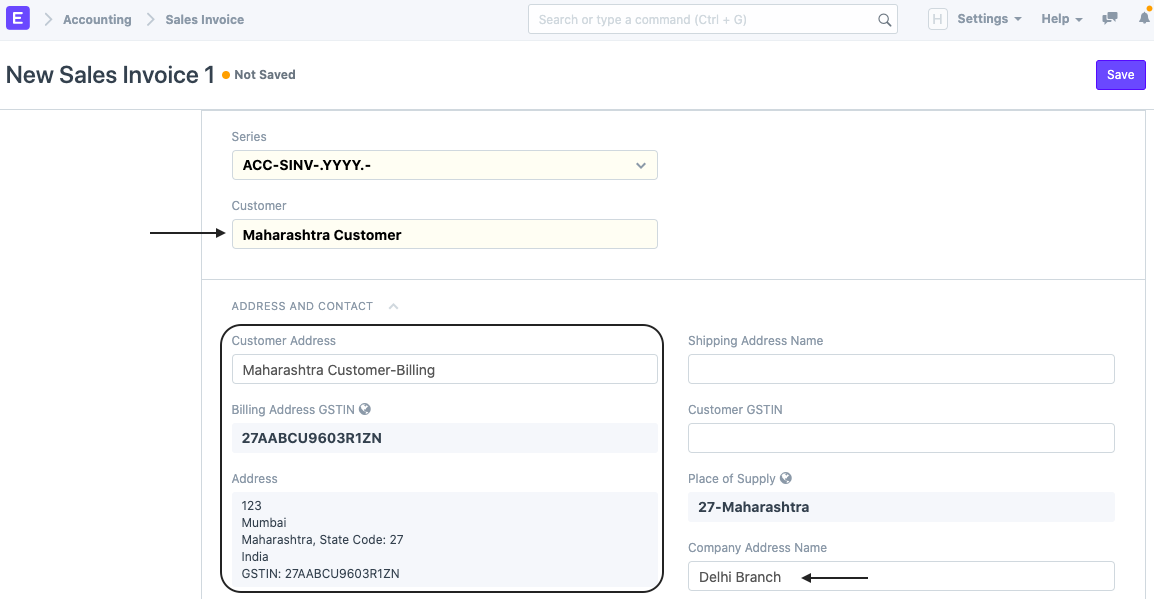 E
Accounting
Sales Invoice
Search or type a command (Ctrl + G)
H
Settings
Help
New Sales Invoice 1
Not Saved
Save
Series
ACC-SINV-.YYYY.-
Customer
Maharashtra Customer
ADDRESS AND CONTACT
Customer Address
Maharashtra Customer-Billing
Billing Address GSTIN
27AABCU9603R1ZN
Address
123
Mumbai
Maharashtra, State Code: 27
India
GSTIN: 27AABCU9603R1ZN
Shipping Address Name
Customer GSTIN
Place of Supply
27-Maharashtra
Company Address Name
Delhi Branch